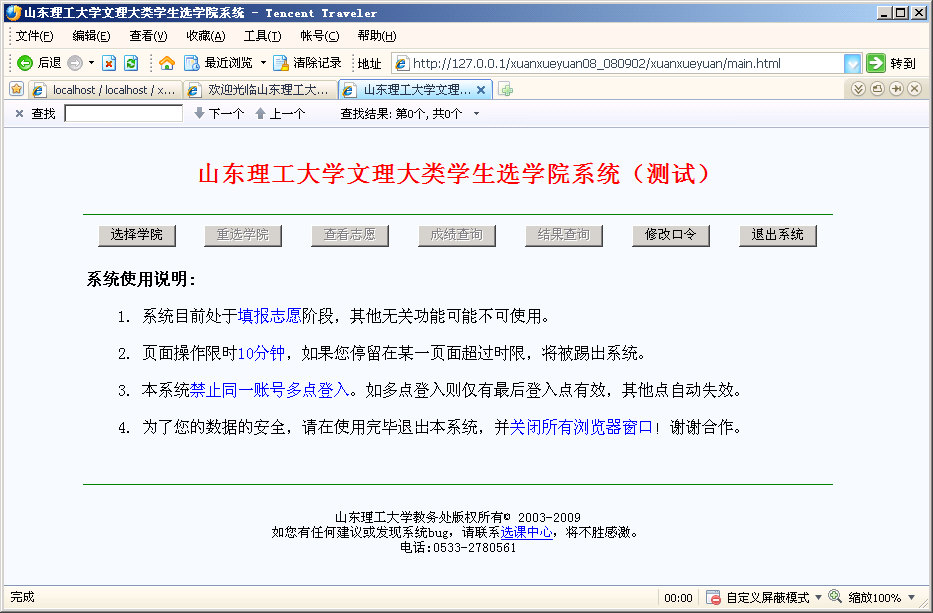 山东理工大学文理大类学生选学院系统 - Tencent Traveler
文件(F) 编辑(E) 查看(V) 收藏(A) 工具(T) 帐号(C) 帮助(H)
后退 最近浏览 清除记录 地址 http://127.0.0.1/xuanxueyuan08_080902/xuanxueyuan/main.html 转到
localhost / localhost / x... 欢迎光临山东理工大... 山东理工大学文理...
查找 下一个 上一个 查找结果: 第0个, 共0个
山东理工大学文理大类学生选学院系统（测试）
选择学院 重选学院 查看志愿 成绩查询 结果查询 修改口令 退出系统
系统使用说明：
1. 系统目前处于填报志愿阶段，其他无关功能可能不可使用。
2. 页面操作限时10分钟，如果您停留在某一页面超过时限，将被踢出系统。
3. 本系统禁止同一账号多点登入。如多点登入则仅有最后登入点有效，其他点自动失效。
4. 为了您的数据的安全，请在使用完毕退出本系统，并关闭所有浏览器窗口！谢谢合作。
山东理工大学教务处版权所有© 2003-2009
如您有任何建议或发现系统bug，请联系选课中心，将不胜感激。
电话:0533-2780561
完成 00:00 自定义屏蔽模式 缩放100%